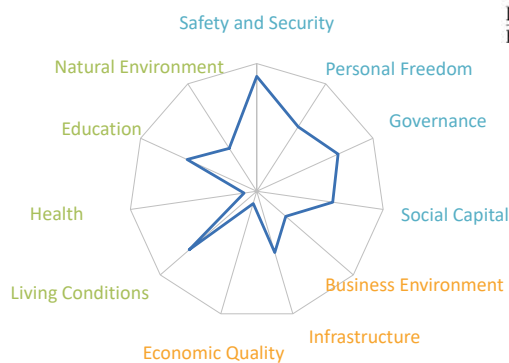 Safety and Security
Natural Environment
Personal Freedom
Education
Governance
Health
Social Capital
Living Conditions
Business Environment
Infrastructure
Economic Quality